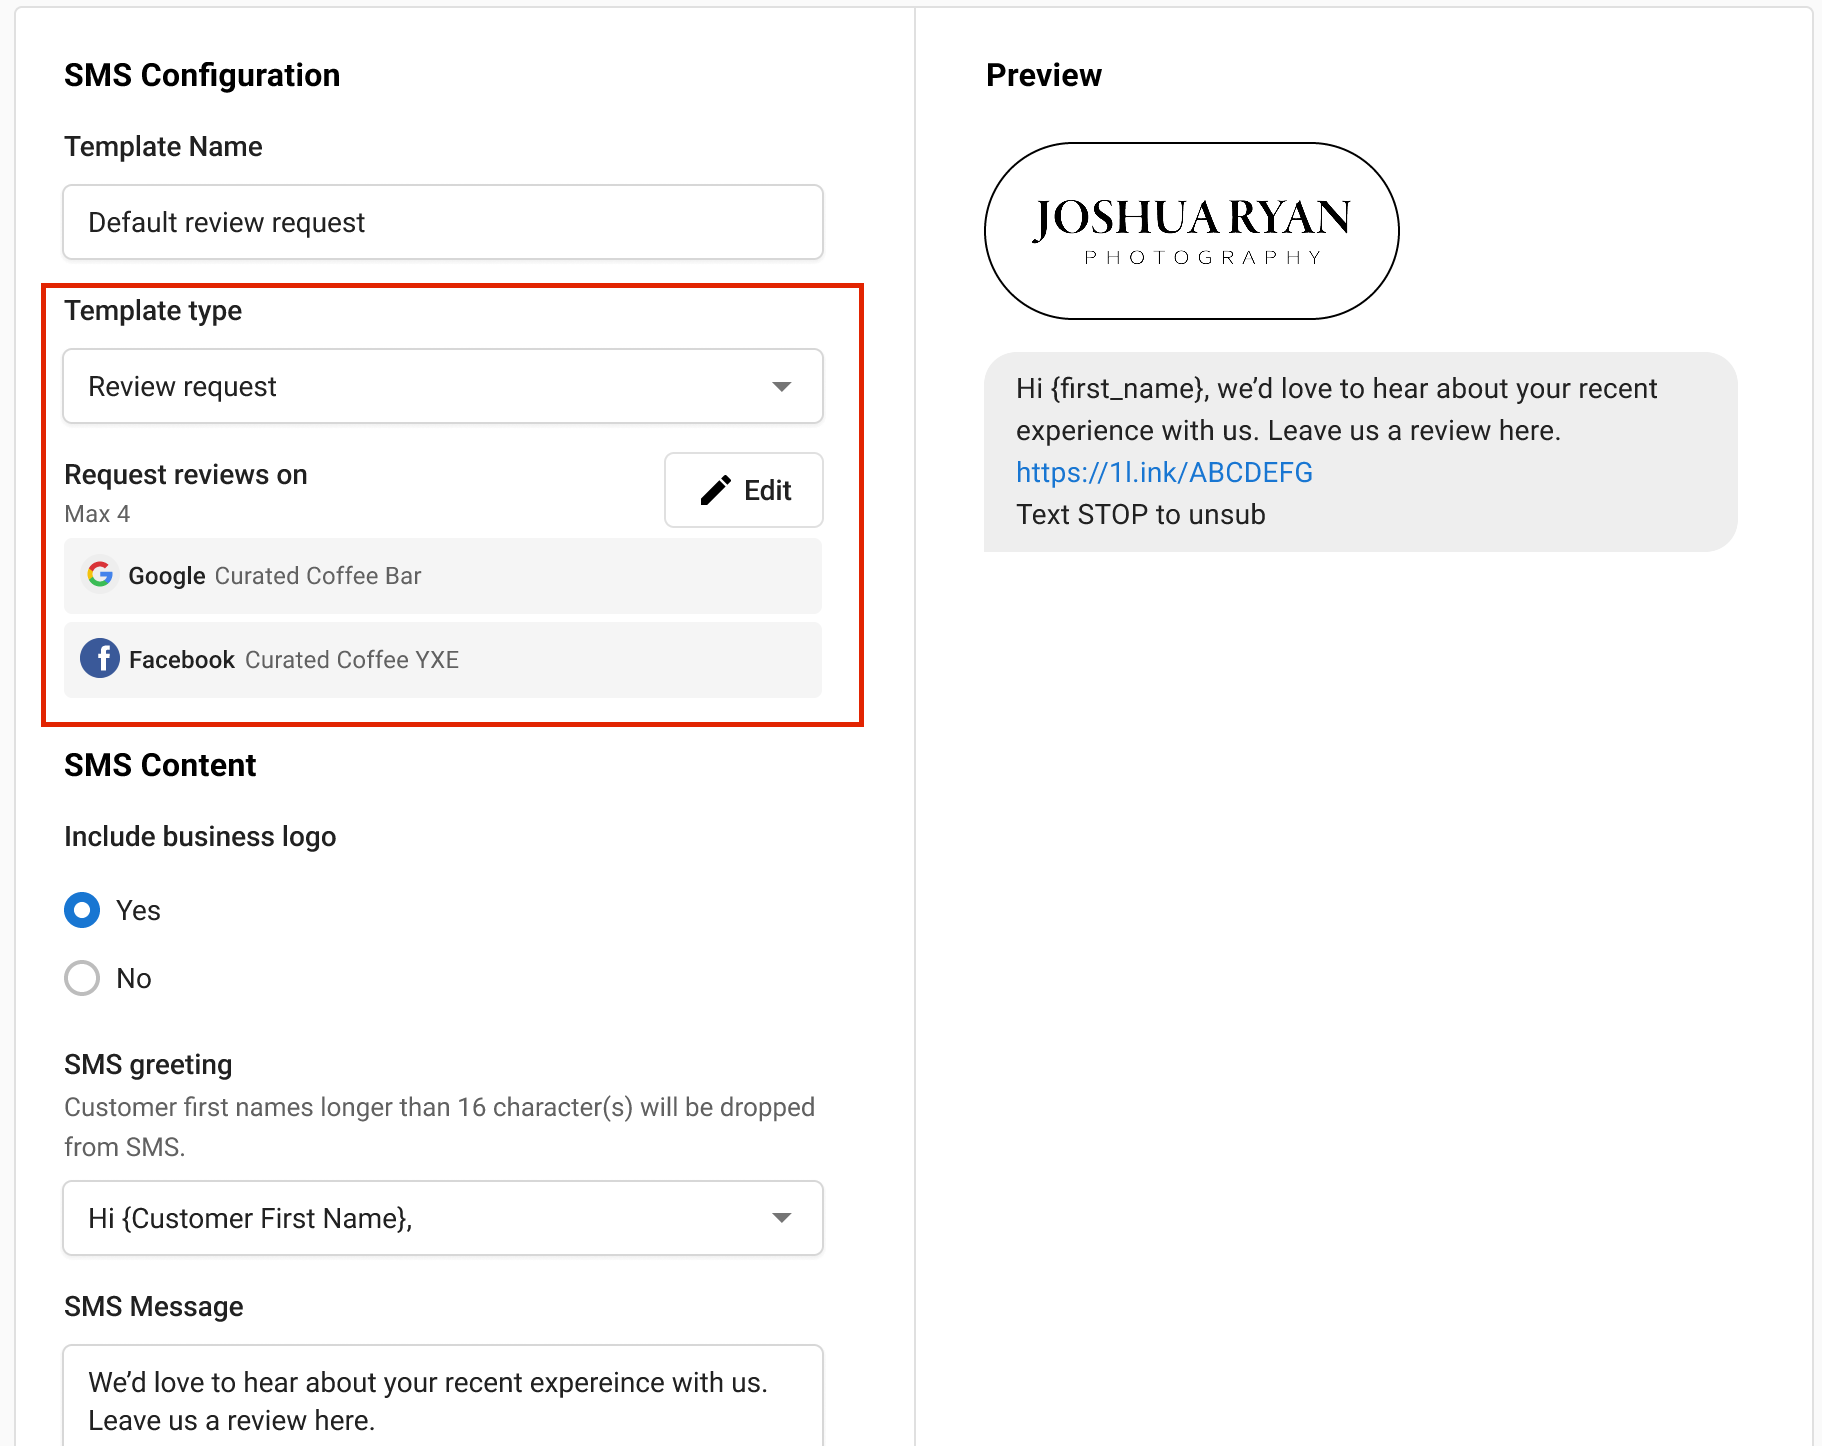 SMS Configuration
Template Name
Default review request
Template type
Review request
Request reviews on
Max 4
Edit
Google Curated Coffee Bar
Facebook Curated Coffee YXE
SMS Content
Include business logo
Yes
No
SMS greeting
Customer first names longer than 16 character(s) will be dropped
from SMS.
Hi {Customer First Name},
SMS Message
We’d love to hear about your recent expereince with us.
Leave us a review here.
Preview
JOSHUA RYAN
PHOTOGRAPHY
Hi {first_name}, we’d love to hear about your recent
experience with us. Leave us a review here.
https://1l.ink/ABCDEFG
Text STOP to unsub